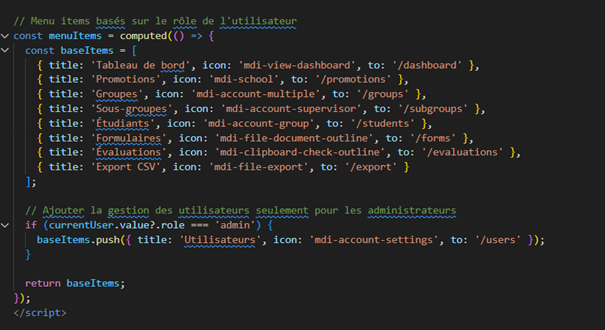 // Menu items basés sur le rôle de l'utilisateur
const menuItems = computed(() => {
  const baseItems = [
    { title: 'Tableau de bord', icon: 'mdi-view-dashboard', to: '/dashboard' },
    { title: 'Promotions', icon: 'mdi-school', to: '/promotions' },
    { title: 'Groupes', icon: 'mdi-account-multiple', to: '/groups' },
    { title: 'Sous-groupes', icon: 'mdi-account-supervisor', to: '/subgroups' },
    { title: 'Étudiants', icon: 'mdi-account-group', to: '/students' },
    { title: 'Formulaires', icon: 'mdi-file-document-outline', to: '/forms' },
    { title: 'Évaluations', icon: 'mdi-clipboard-check-outline', to: '/evaluations' },
    { title: 'Export CSV', icon: 'mdi-file-export', to: '/export' }
  ];
  // Ajouter la gestion des utilisateurs seulement pour les administrateurs
  if (currentUser.value?.role === 'admin') {
    baseItems.push({ title: 'Utilisateurs', icon: 'mdi-account-settings', to: '/users' });
  }
  return baseItems;
});
</script>